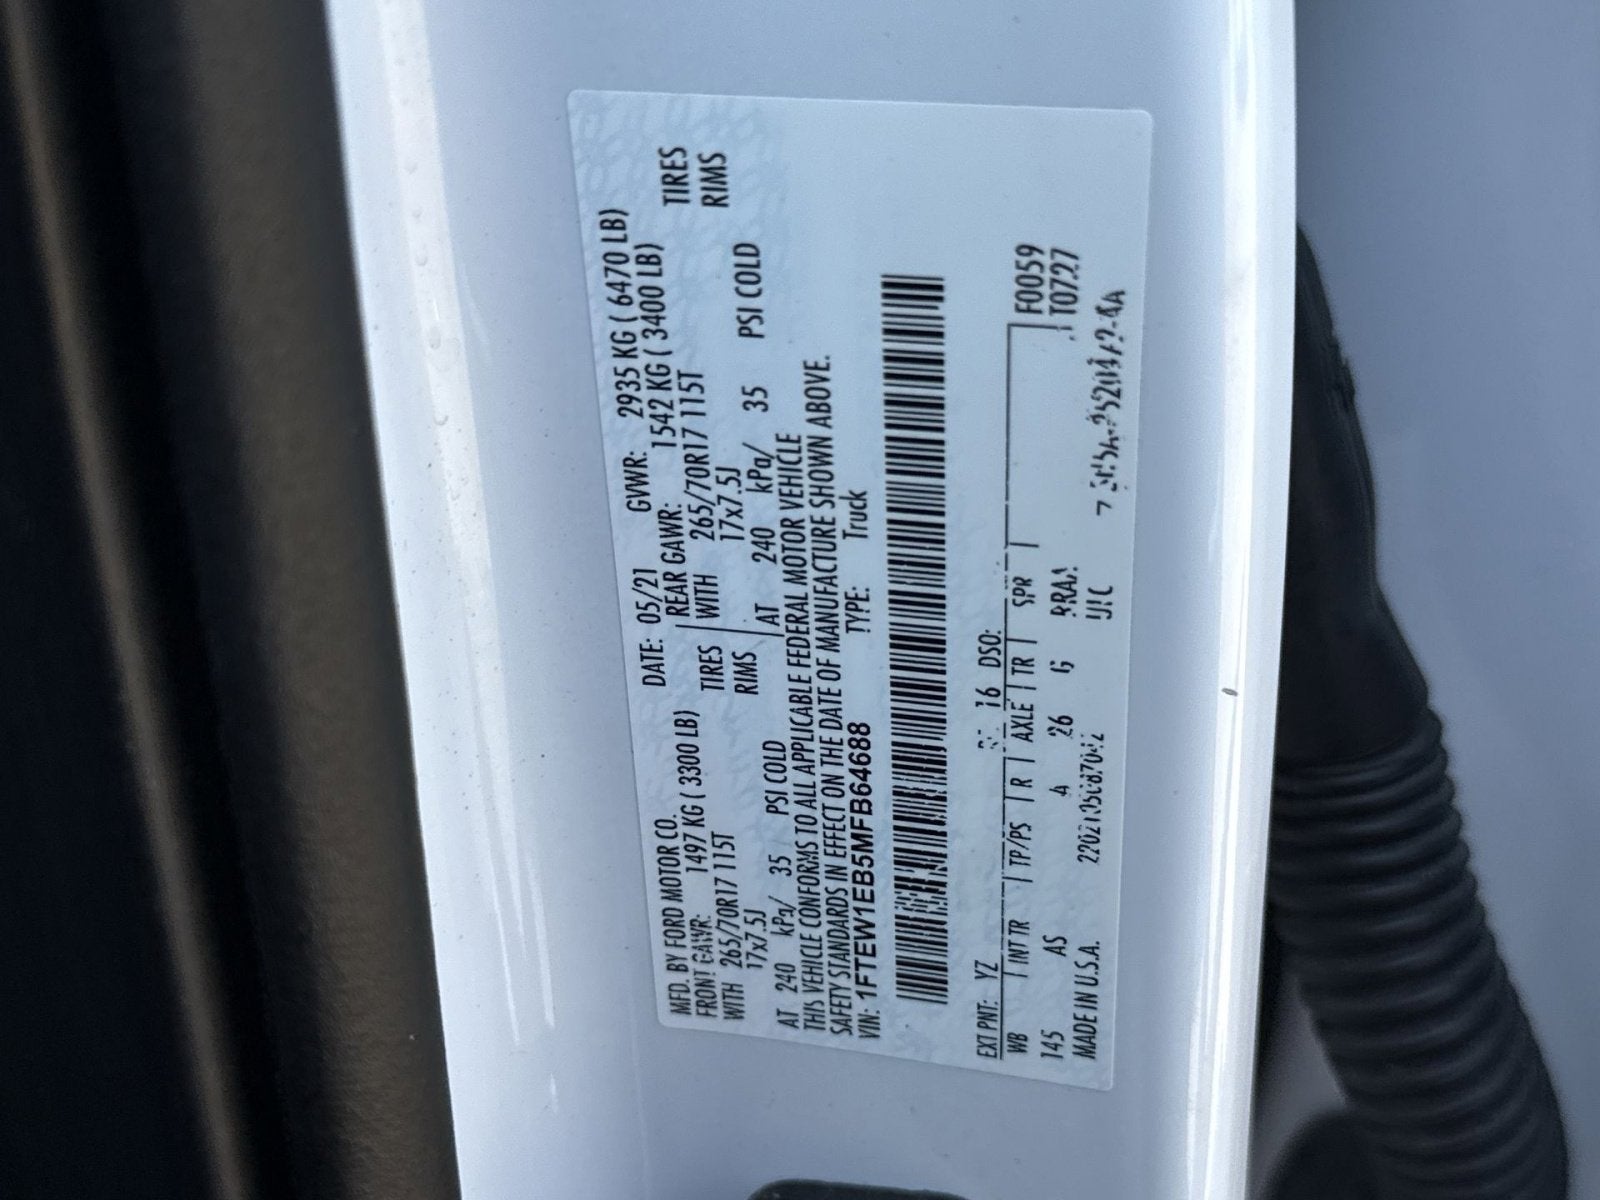 MFD. BY FORD MOTOR CO. DATE: 05/21 GVWR: 2935 KG ( 6470 LB)
FRONT GAWR: 1497 KG ( 3300 LB) REAR GAWR: 1542 KG ( 3400 LB)
WITH 265/70R17 115T TIRES WITH 265/70R17 115T TIRES
17x7.5J RIMS 17x7.5J RIMS
AT 240 kPa/ 35 PSI COLD AT 240 kPa/ 35 PSI COLD
THIS VEHICLE CONFORMS TO ALL APPLICABLE FEDERAL MOTOR VEHICLE
SAFETY STANDARDS IN EFFECT ON THE DATE OF MANUFACTURE SHOWN ABOVE.
VIN: 1FTEW1EB5MFB64688 TYPE: Truck
EXT PNT: YZ 16 DSO: F0059
WB INT TR TP/PS R AXLE TR SPR T0727
145 AS A 26 G
MADE IN U.S.A. UTC